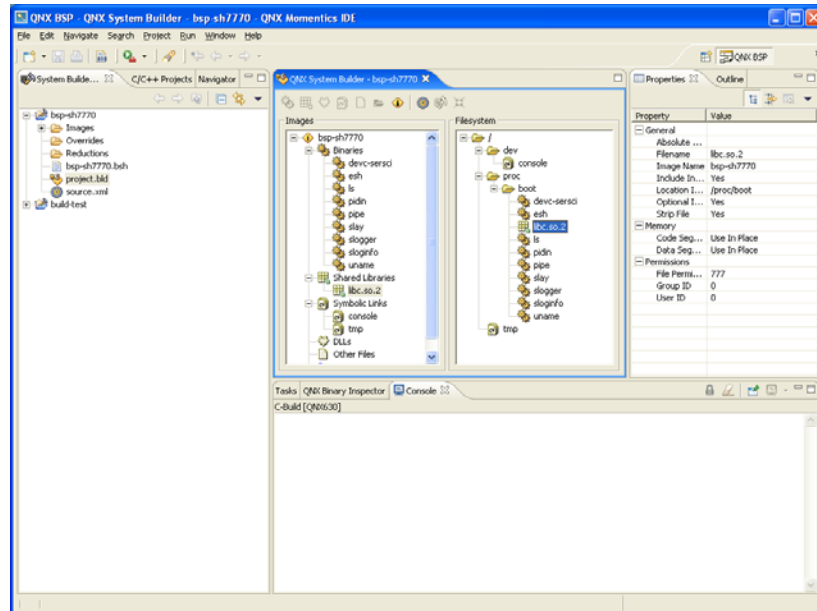 QNX BSP - QNX System Builder - bsp-sh7770 - QNX Momentics IDE
File Edit Navigate Search Project Run Window Help
QNX BSP
System Builde...
C/C++ Projects
Navigator
bsp-sh7770
Images
Overrides
Reductions
bsp-sh7770.bsh
project.bld
source.xml
build-test
QNX System Builder - bsp-sh7770
Images
bsp-sh7770
Binaries
devc-sersci
esh
ls
pidin
pipe
slay
slogger
sloginfo
uname
Shared Libraries
libc.so.2
Symbolic Links
console
tmp
DLLs
Other Files
Filesystem
/
dev
console
proc
boot
devc-sersci
esh
libc.so.2
ls
pidin
pipe
slay
slogger
sloginfo
uname
tmp
Properties
Outline
Property Value
General
Absolute ...
Filename libc.so.2
Image Name bsp-sh7770
Include In... Yes
Location I... /proc/boot
Optional I... Yes
Strip File Yes
Memory
Code Seg... Use In Place
Data Seg... Use In Place
Permissions
File Permi... 777
Group ID 0
User ID 0
Tasks
QNX Binary Inspector
Console
C-Build [QNX630]